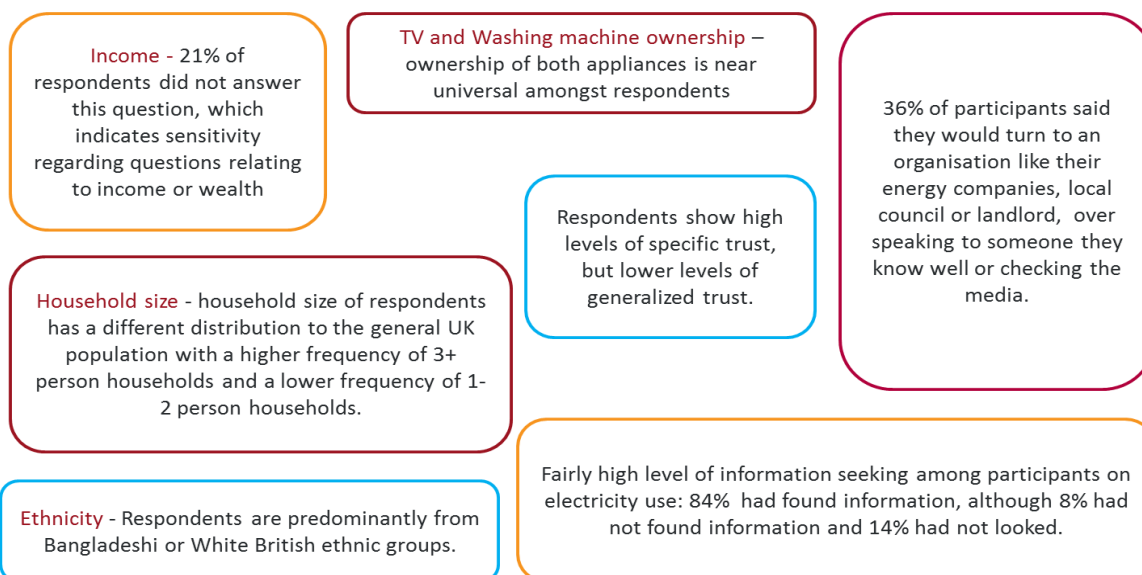 Income - 21% of
respondents did not answer
this question, which
indicates sensitivity
regarding questions relating
to income or wealth
TV and Washing machine ownership –
ownership of both appliances is near
universal amongst respondents
36% of participants said
they would turn to an
organisation like their
energy companies, local
council or landlord, over
speaking to someone they
know well or checking the
media.
Respondents show high
levels of specific trust,
but lower levels of
generalized trust.
Household size - household size of respondents
has a different distribution to the general UK
population with a higher frequency of 3+
person households and a lower frequency of 1-
2 person households.
Fairly high level of information seeking among participants on
electricity use: 84% had found information, although 8% had
not found information and 14% had not looked.
Ethnicity - Respondents are predominantly from
Bangladeshi or White British ethnic groups.